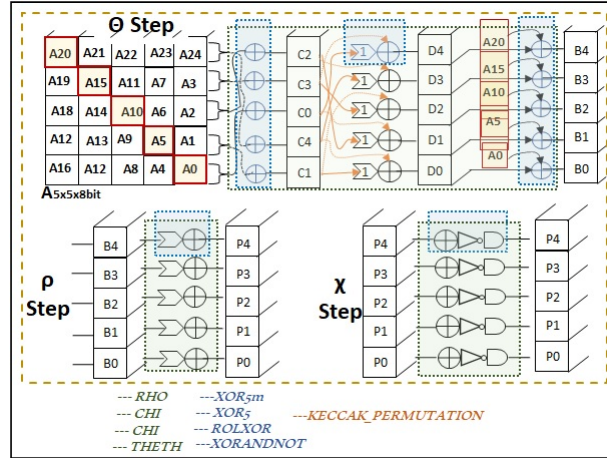 Θ Step
A20 A21 A22 A23 A24
A19 A15 A11 A7 A3
A18 A14 A10 A6 A2
A12 A13 A9 A5 A1
A16 A12 A8 A4 A0
A5x5x8bit
C2
C3
C0
C4
C1
1
1
1
1
1
D4
D3
D2
D1
D0
A20
A15
A10
A5
A0
B4
B3
B2
B1
B0
ρ
Step
B4
B3
B2
B1
B0
P4
P3
P2
P1
P0
χ
Step
P4
P3
P2
P1
P0
P4
P3
P2
P1
P0
--- RHO ---XOR5m
--- CHI --- XOR5 ---KECCAK_PERMUTATION
--- CHI --- ROLXOR
---THETH ---XORANDNOT